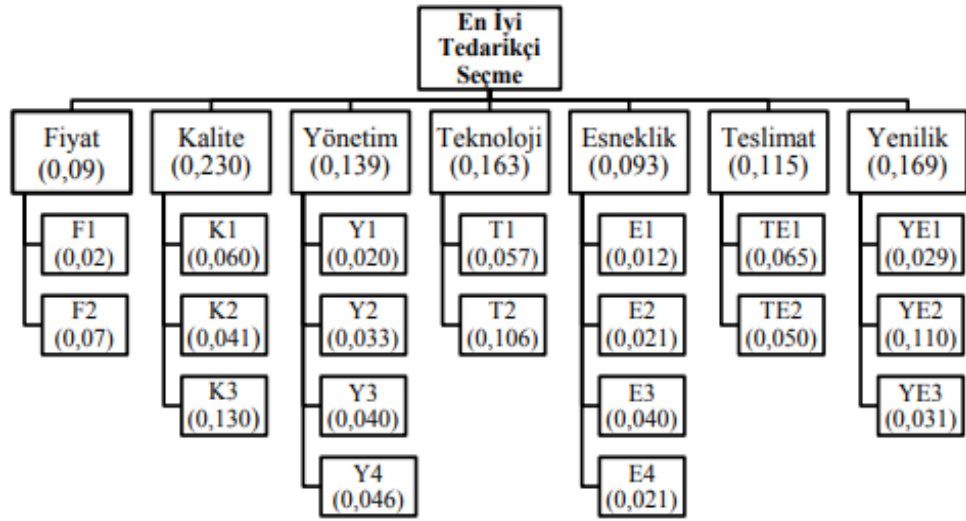 En İyi
Tedarikçi
Seçme
Fiyat
(0,09)
Kalite
(0,230)
Yönetim
(0,139)
Teknoloji
(0,163)
Esneklik
(0,093)
Teslimat
(0,115)
Yenilik
(0,169)
F1
(0,02)
F2
(0,07)
K1
(0,060)
K2
(0,041)
K3
(0,130)
Y1
(0,020)
Y2
(0,033)
Y3
(0,040)
Y4
(0,046)
T1
(0,057)
T2
(0,106)
E1
(0,012)
E2
(0,021)
E3
(0,040)
E4
(0,021)
TE1
(0,065)
TE2
(0,050)
YE1
(0,029)
YE2
(0,110)
YE3
(0,031)